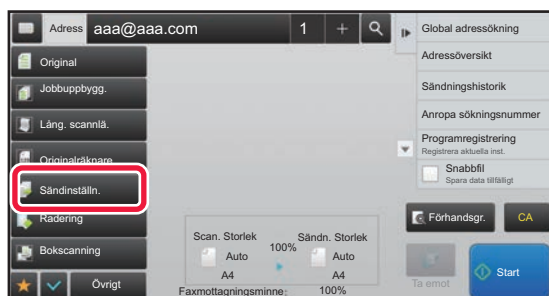 Adress aaa@aaa.com 1 +
Original
Jobbuppbygg.
Lång. scannlä.
Originalräknare
Sändinställn.
Radering
Bokscanning
Övrigt
Scan. Storlek
Auto
A4
100%
Sändn. Storlek
Auto
A4
Faxmottagningsminne: 100%
Global adressökning
Adressöversikt
Sändningshistorik
Anropa sökningsnummer
Programregistrering
Registrera aktuella inst.
Snabbfil
Spara data tillfälligt
Förhandsgr.
CA
Ta emot
Start